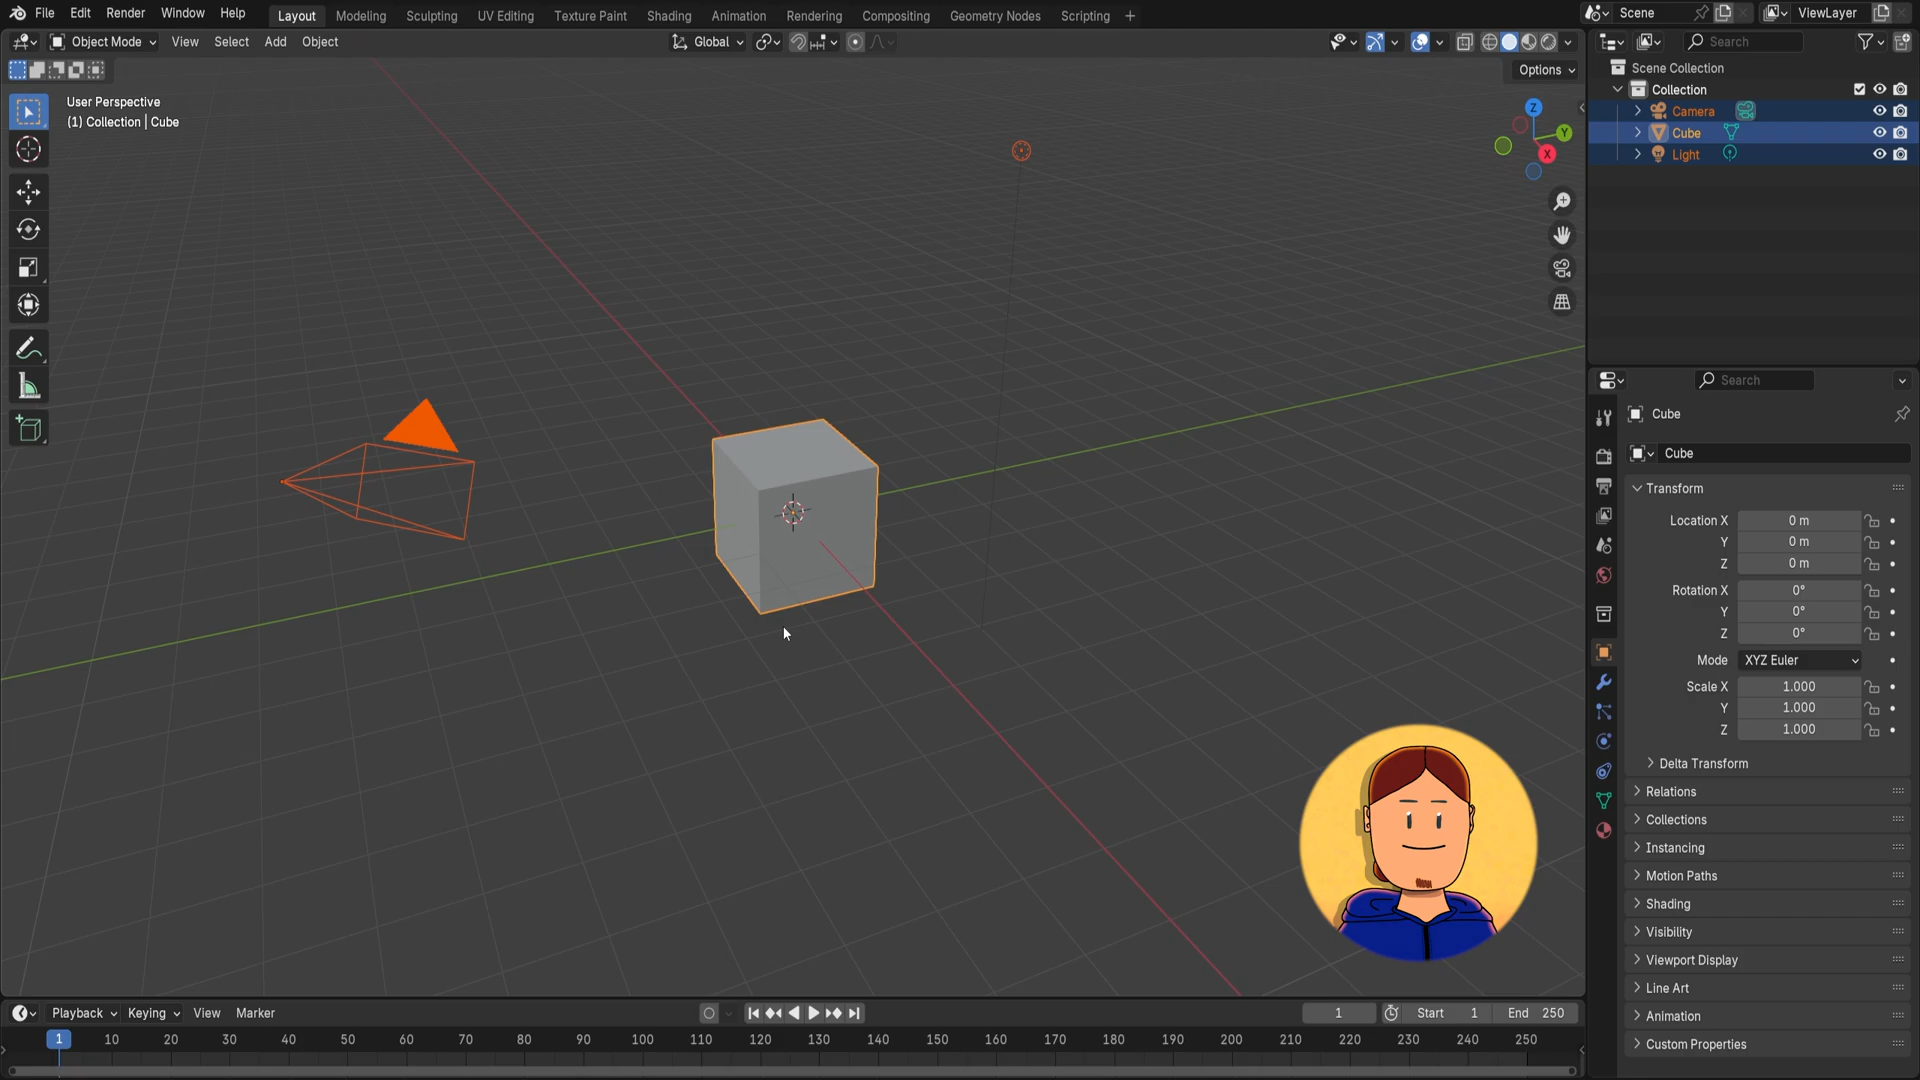 File Edit Render Window Help
Layout Modeling Sculpting UV Editing Texture Paint Shading Animation Rendering Compositing Geometry Nodes Scripting +
Scene
ViewLayer
Object Mode View Select Add Object
Global
Options
User Perspective
(1) Collection | Cube
Z
Y
X
Search
Scene Collection
Collection
Camera
Cube
Light
Search
Cube
Cube
Transform
Location X 0 m
Y 0 m
Z 0 m
Rotation X 0°
Y 0°
Z 0°
Mode XYZ Euler
Scale X 1.000
Y 1.000
Z 1.000
Delta Transform
Relations
Collections
Instancing
Motion Paths
Shading
Visibility
Viewport Display
Line Art
Animation
Custom Properties
Playback Keying View Marker
1 Start 1 End 250
1 10 20 30 40 50 60 70 80 90 100 110 120 130 140 150 160 170 180 190 200 210 220 230 240 250